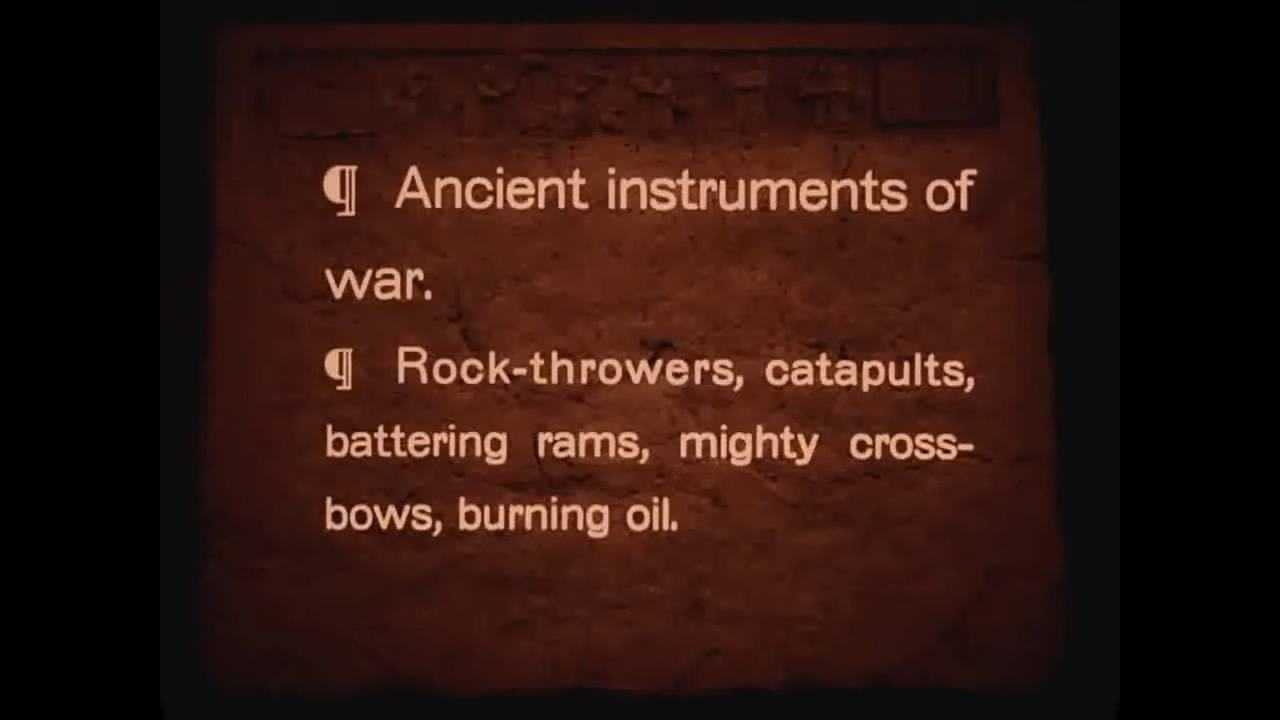 ¶ Ancient instruments of
war.
¶ Rock-throwers, catapults,
battering rams, mighty cross-
bows, burning oil.